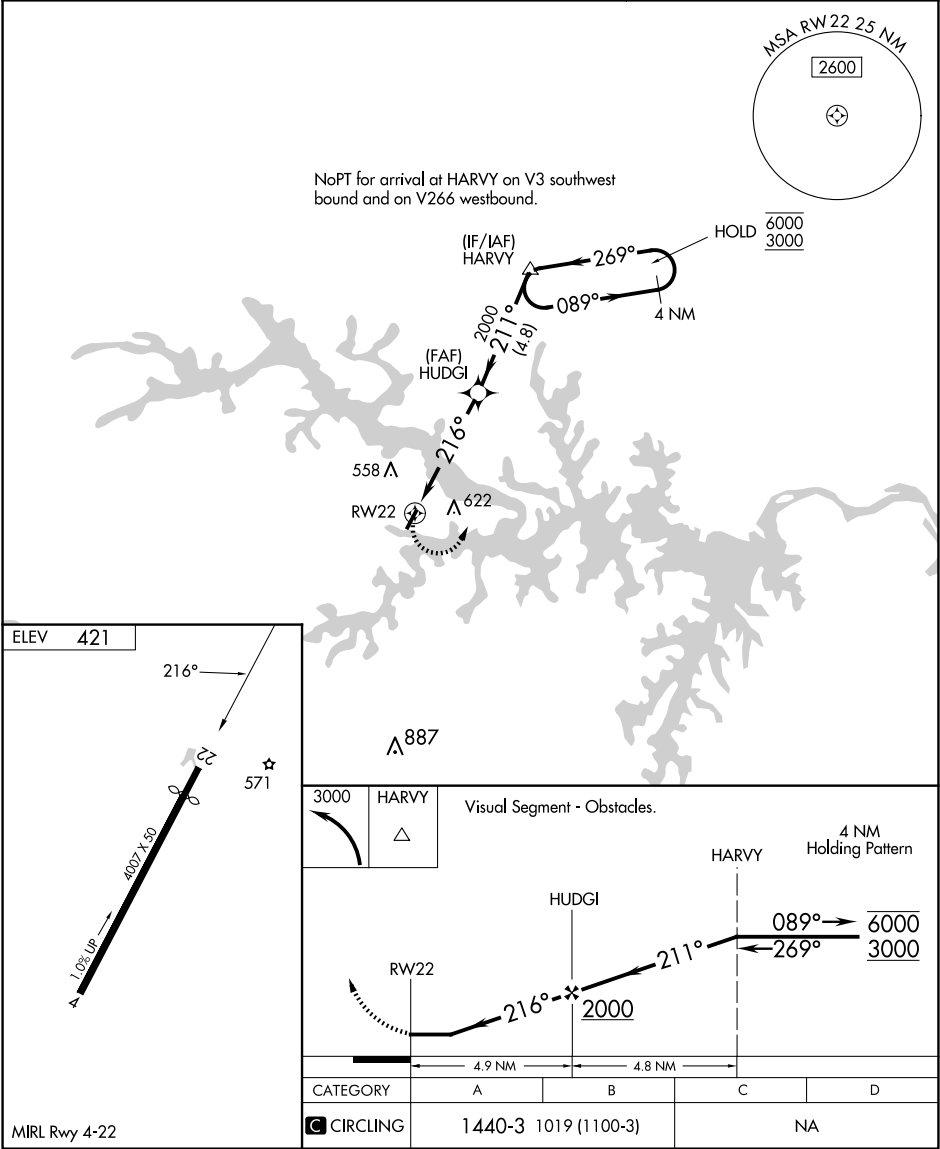 MSA RW 22 25 NM
2600
NoPT for arrival at HARVY on V3 southwest
bound and on V266 westbound.
(IF/IAF)
HARVY
HOLD
6000
3000
269°
089°
4 NM
2000
211°
(4.8)
(FAF)
HUDGI
216°
558
622
RW22
887
ELEV 421
216°
22
571
4007 X 50
1.0% UP
4
MIRL Rwy 4-22
3000
HARVY
Visual Segment - Obstacles.
4 NM
Holding Pattern
HARVY
HUDGI
089°
6000
269°
3000
211°
RW22
216°
2000
4.9 NM
4.8 NM
CATEGORY A B C D
C CIRCLING 1440-3 1019 (1100-3) NA